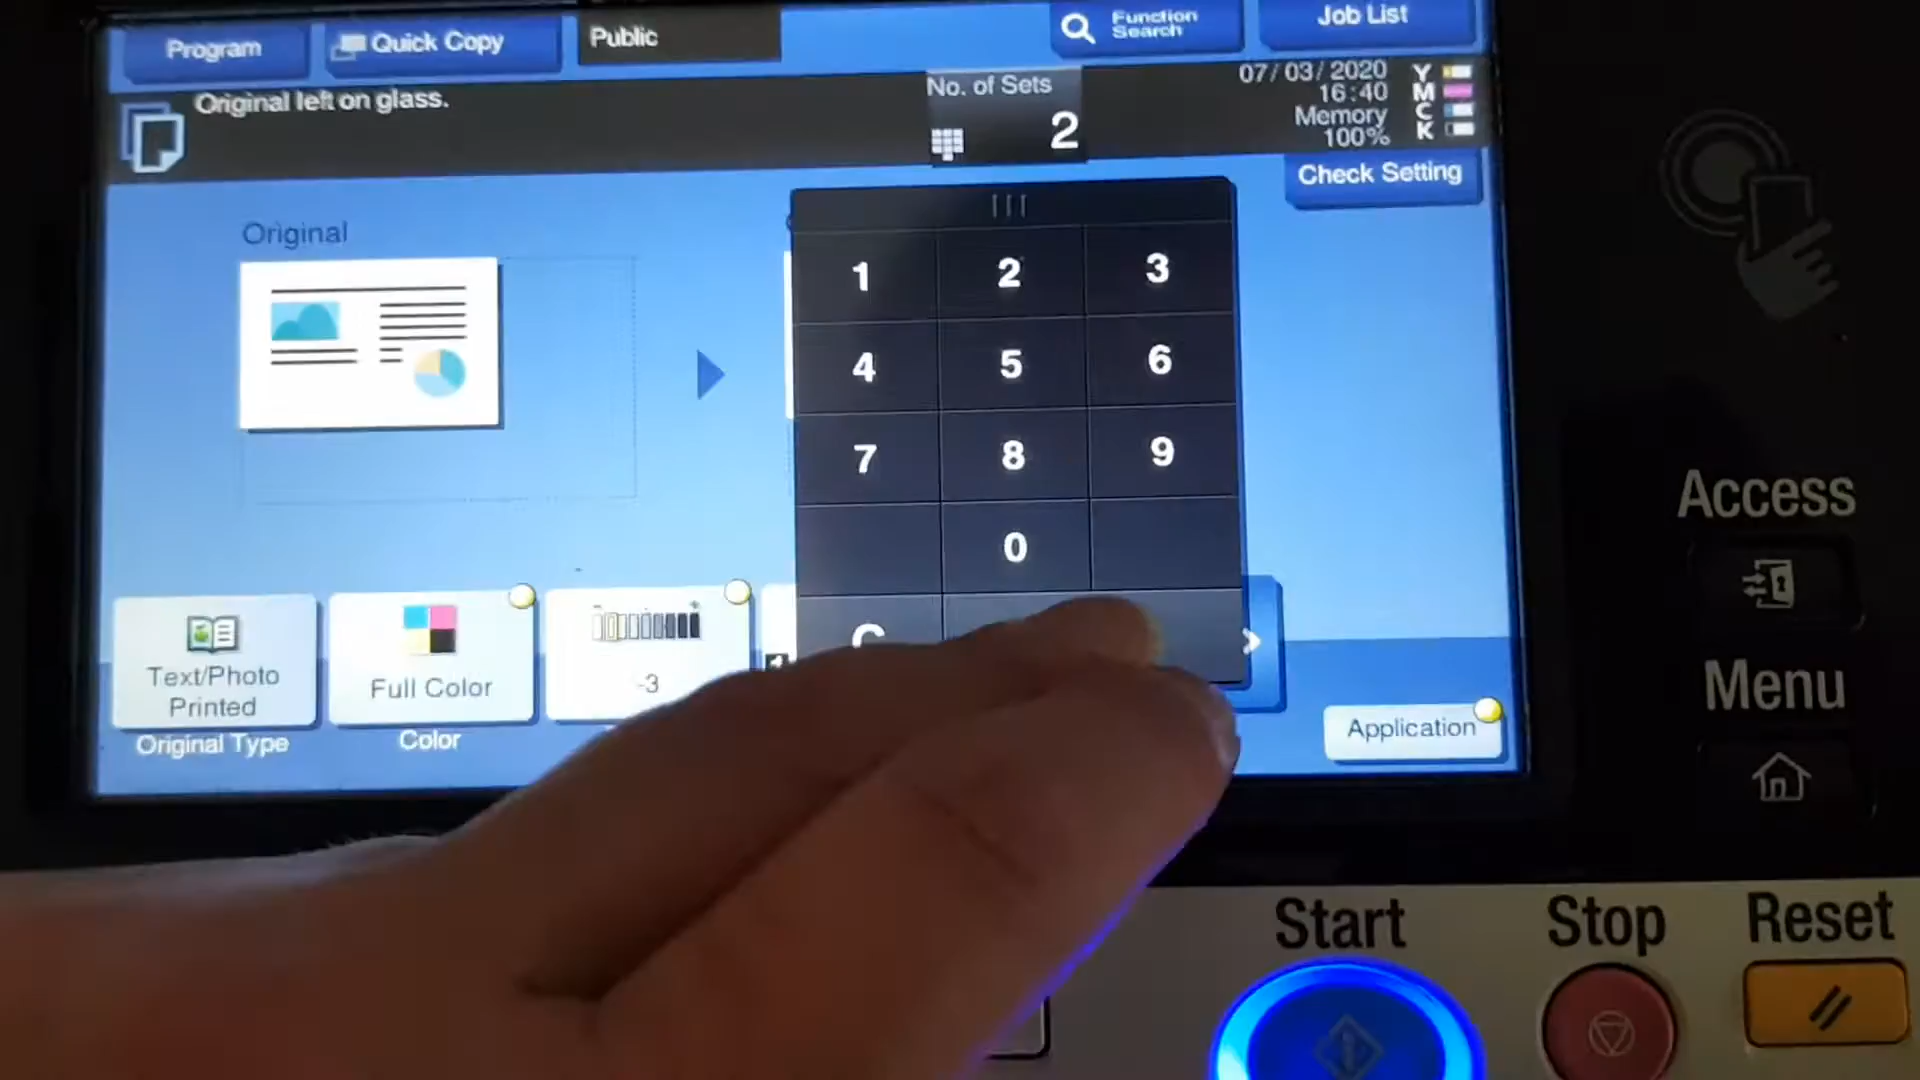 Program
Quick Copy
Public
Function
Search
Job List
Original left on glass.
No. of Sets
2
07/03/2020
16:40
Memory
100%
Y
M
C
K
Check Setting
Original
1 2 3
4 5 6
7 8 9
0
C
Text/Photo
Printed
Original Type
Full Color
Color
-3
Application
Access
Menu
Start
Stop
Reset